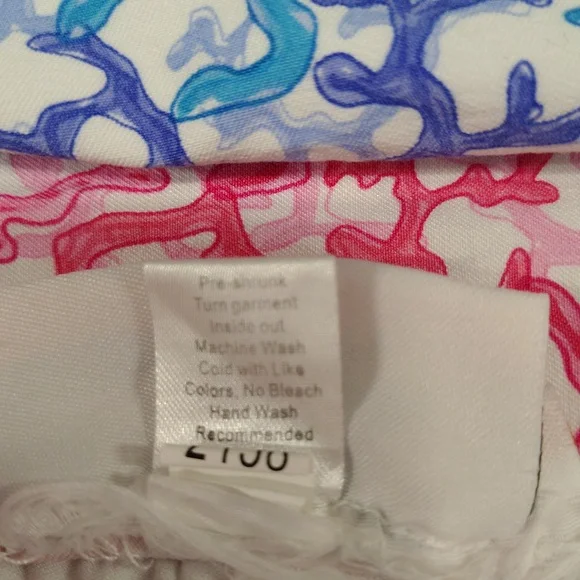 Pre-shrunk
Turn garment
Inside out
Machine Wash
Cold with Like
Colors, No Bleach
Hand Wash
Recommended